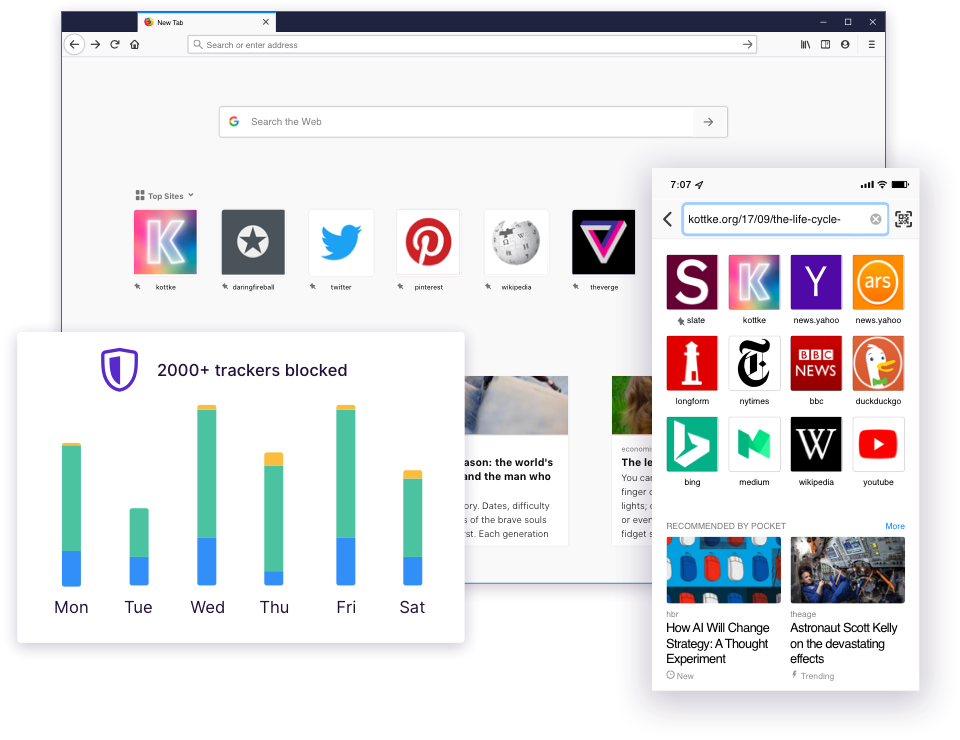 New Tab
Search or enter address
Search the Web
Top Sites
K
kottke
daringfireball
twitter
pinterest
W
wikipedia
theverge
2000+ trackers blocked
Mon
Tue
Wed
Thu
Fri
Sat
ason: the world's
and the man who
ory. Dates, difficulty
s of the brave souls
rst. Each generation
economis
The le
You can
finger o
lights; c
or even
fidget s
7:07
kottke.org/17/09/the-life-cycle-
S
K
Y
ars
slate
kottke
news.yahoo
news.yahoo
T
BBC
NEWS
longform
nytimes
bbc
duckduckgo
b
M
W
bing
medium
wikipedia
youtube
RECOMMENDED BY POCKET
More
hbr
How AI Will Change
Strategy: A Thought
Experiment
New
theage
Astronaut Scott Kelly
on the devastating
effects
Trending